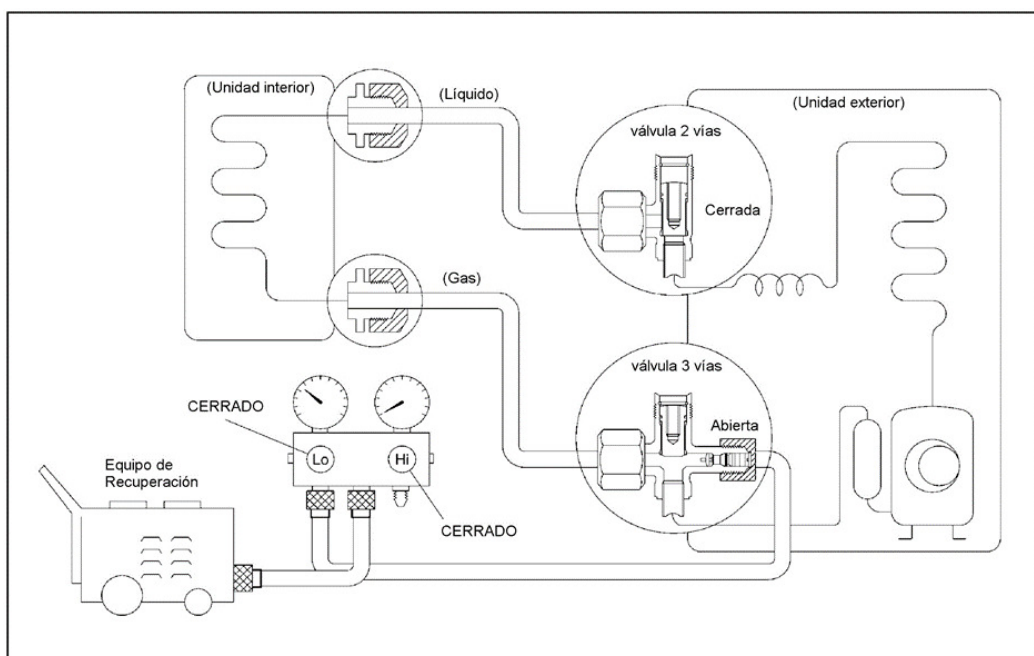 (Unidad interior)
(Líquido)
(Unidad exterior)
válvula 2 vías
Cerrada
(Gas)
válvula 3 vías
Abierta
CERRADO
Lo
Hi
Equipo de
Recuperación
CERRADO